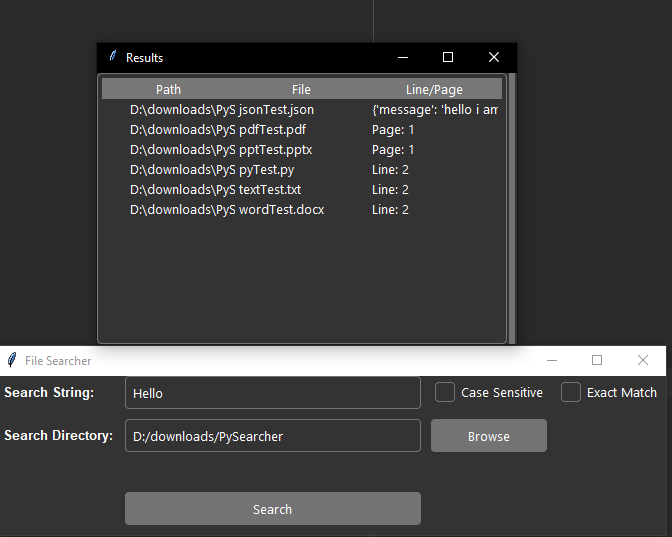 Results
Path File Line/Page
D:\downloads\PyS jsonTest.json {'message': 'hello i am
D:\downloads\PyS pdfTest.pdf Page: 1
D:\downloads\PyS pptTest.pptx Page: 1
D:\downloads\PyS pyTest.py Line: 2
D:\downloads\PyS textTest.txt Line: 2
D:\downloads\PyS wordTest.docx Line: 2
File Searcher
Search String: Hello Case Sensitive Exact Match
Search Directory: D:/downloads/PySearcher Browse
Search